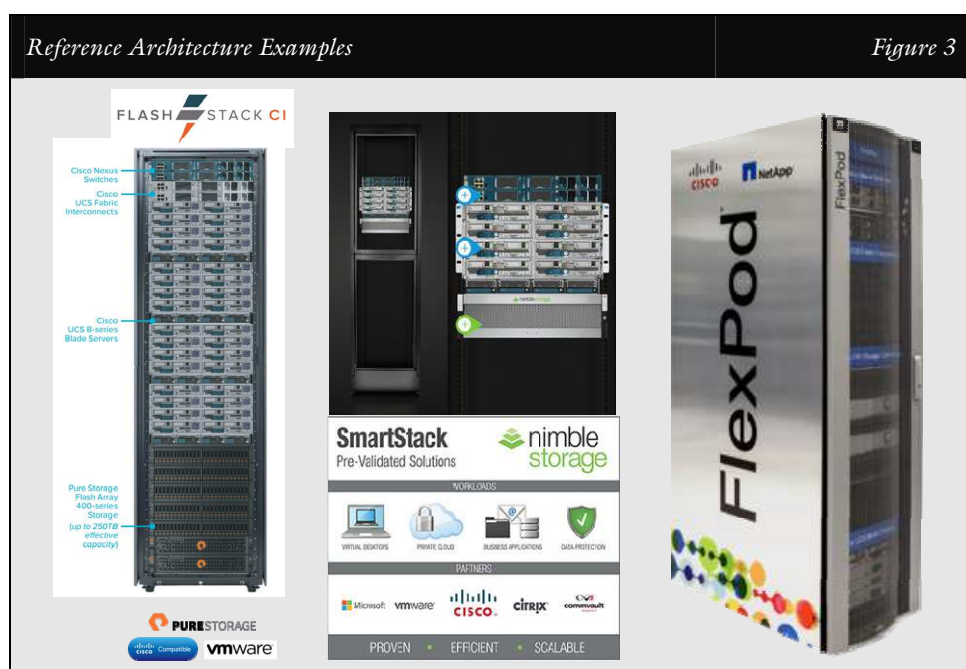 Reference Architecture Examples
Figure 3
FLASH STACK CI
Cisco Nexus
Switches
Cisco
UCS Fabric
Interconnects
Cisco
UCS B-series
Blade Servers
Pure Storage
Flash Array
400-series
Storage
(up to 250TB
effective
capacity)
PURESTORAGE
cisco Compatible
vmware
nimblestorage
SmartStack
Pre-Validated Solutions
nimble
storage
WORKLOADS
VIRTUAL DESKTOPS
PRIVATE CLOUD
BUSINESS APPLICATIONS
DATA PROTECTION
PARTNERS
Microsoft
vmware
CISCO
CITRIX
commvault
PROVEN • EFFICIENT • SCALABLE
CISCO
NetApp
FlexPod
FlexPod